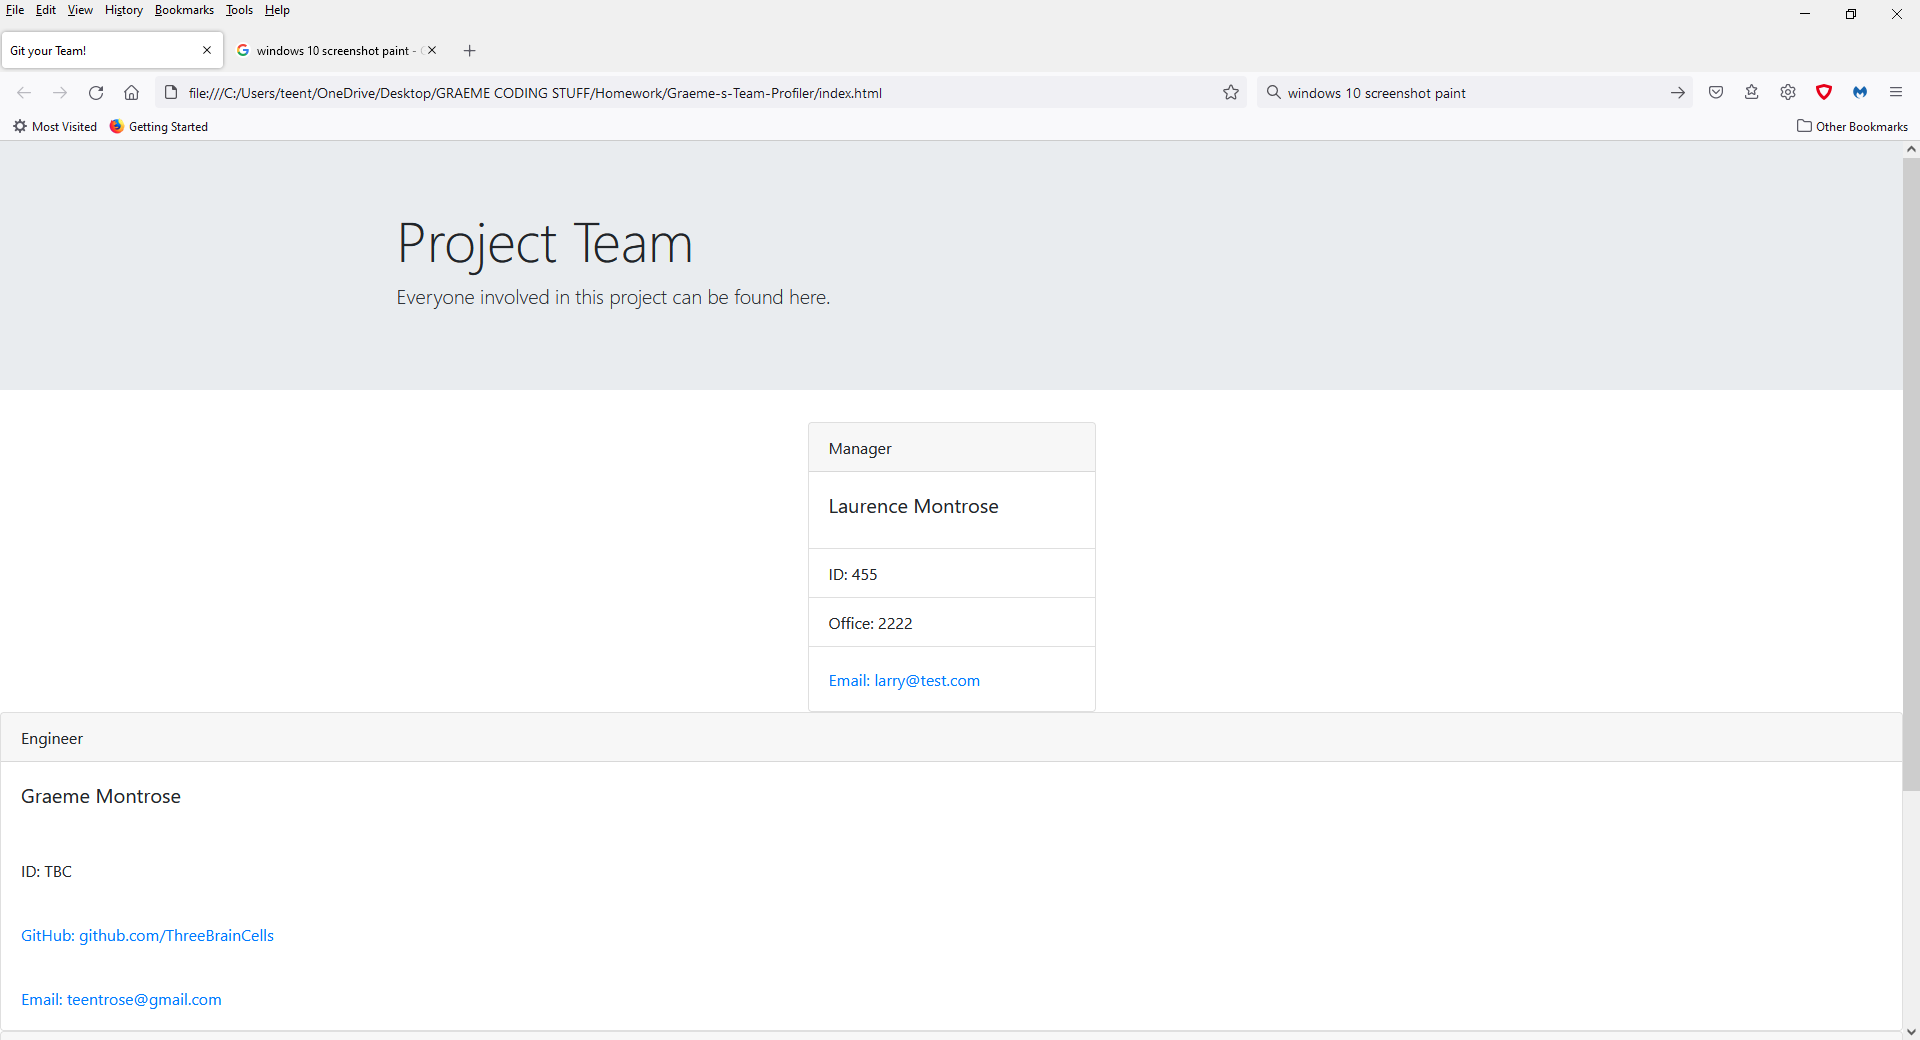 File Edit View History Bookmarks Tools Help
Git your Team!
windows 10 screenshot paint -
file:///C:/Users/teent/OneDrive/Desktop/GRAEME CODING STUFF/Homework/Graeme-s-Team-Profiler/index.html
windows 10 screenshot paint
Most Visited
Getting Started
Other Bookmarks
Project Team
Everyone involved in this project can be found here.
Manager
Laurence Montrose
ID: 455
Office: 2222
Email: larry@test.com
Engineer
Graeme Montrose
ID: TBC
GitHub: github.com/ThreeBrainCells
Email: teentrose@gmail.com